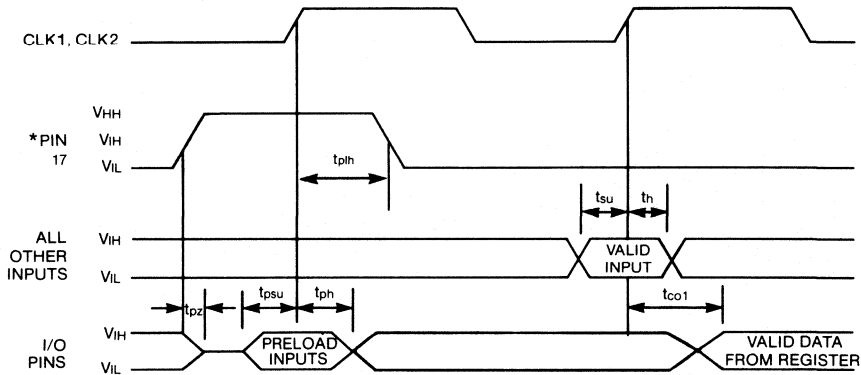 CLK1, CLK2
VHH
*PIN
17
VIH
VIL
tplh
tsu
th
ALL
OTHER
INPUTS
VIH
VIL
VALID
INPUT
tpz
tpsu
tph
tco1
I/O
PINS
VIH
VIL
PRELOAD
INPUTS
VALID DATA
FROM REGISTER